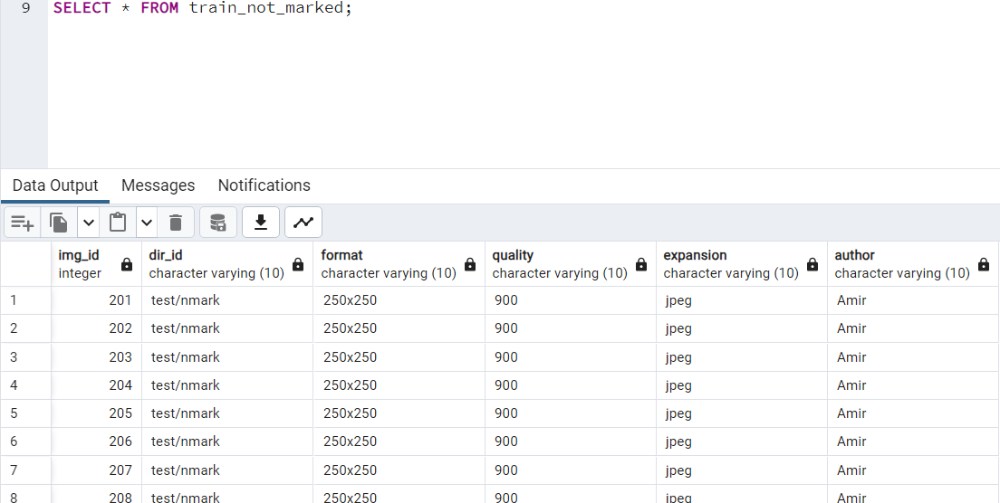 9 SELECT * FROM train_not_marked;
Data Output Messages Notifications
img_id dir_id format quality expansion author
integer character varying (10) character varying (10) character varying (10) character varying (10) character varying (10)
1 201 test/nmark 250x250 900 jpeg Amir
2 202 test/nmark 250x250 900 jpeg Amir
3 203 test/nmark 250x250 900 jpeg Amir
4 204 test/nmark 250x250 900 jpeg Amir
5 205 test/nmark 250x250 900 jpeg Amir
6 206 test/nmark 250x250 900 jpeg Amir
7 207 test/nmark 250x250 900 jpeg Amir
8 208 test/nmark 250x250 900 jpeg Amir